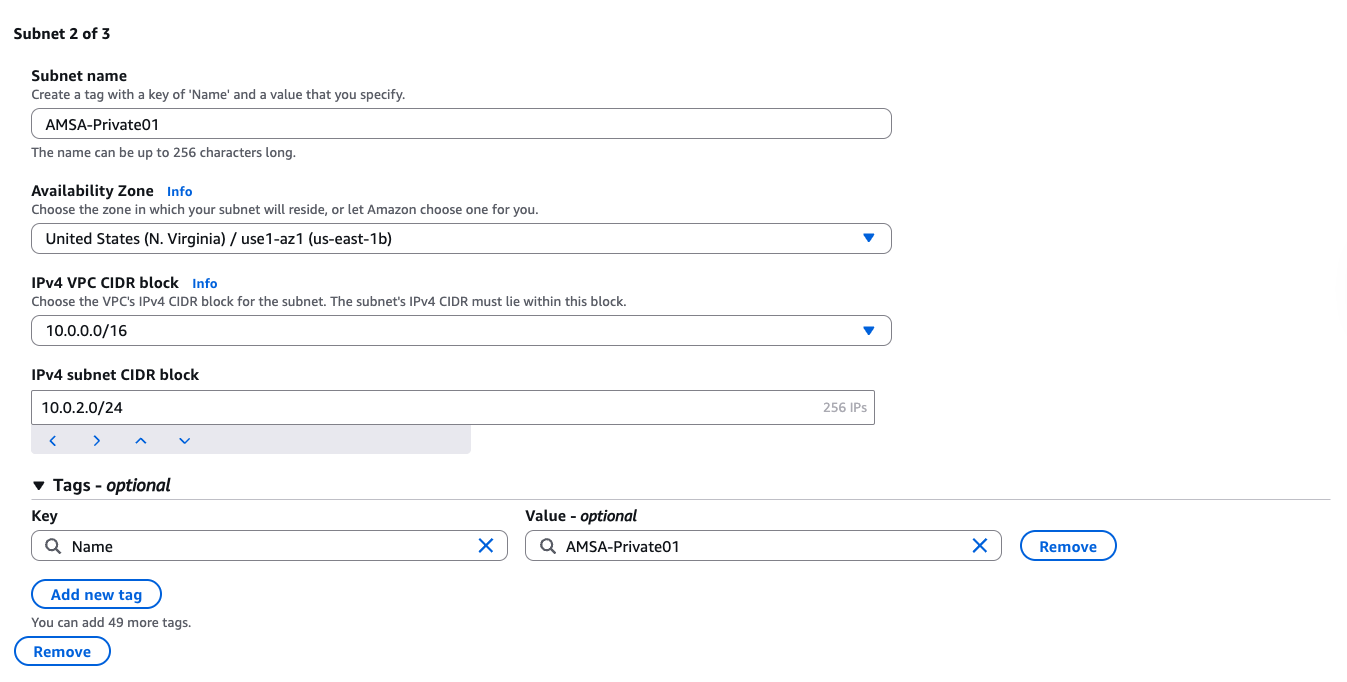 Subnet 2 of 3
Subnet name
Create a tag with a key of 'Name' and a value that you specify.
AMSA-Private01
The name can be up to 256 characters long.
Availability Zone Info
Choose the zone in which your subnet will reside, or let Amazon choose one for you.
United States (N. Virginia) / use1-az1 (us-east-1b)
IPv4 VPC CIDR block Info
Choose the VPC's IPv4 CIDR block for the subnet. The subnet's IPv4 CIDR must lie within this block.
10.0.0.0/16
IPv4 subnet CIDR block
10.0.2.0/24 256 IPs
Tags - optional
Key Value - optional
Name AMSA-Private01 Remove
Add new tag
You can add 49 more tags.
Remove